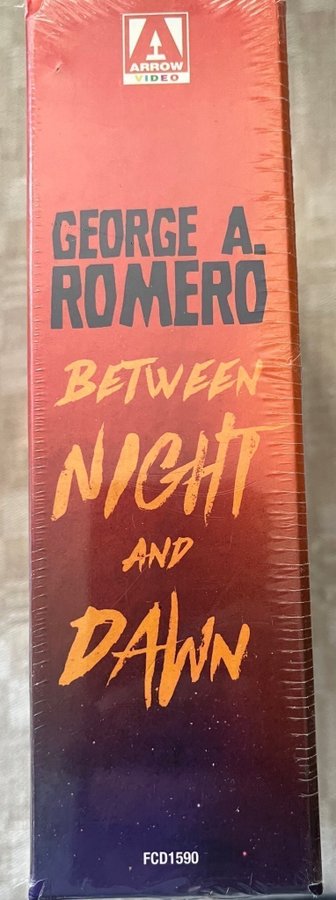 ARROW
VIDEO
GEORGE A.
ROMERO
BETWEEN
NIGHT
AND
DAWN
FCD1590